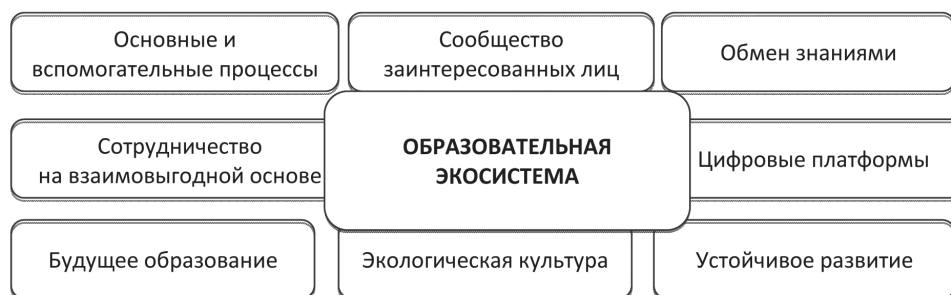 Основные и
вспомогательные процессы
Сообщество
заинтересованных лиц
Обмен знаниями
Сотрудничество
на взаимовыгодной основе
ОБРАЗОВАТЕЛЬНАЯ
ЭКОСИСТЕМА
Цифровые платформы
Будущее образование
Экологическая культура
Устойчивое развитие